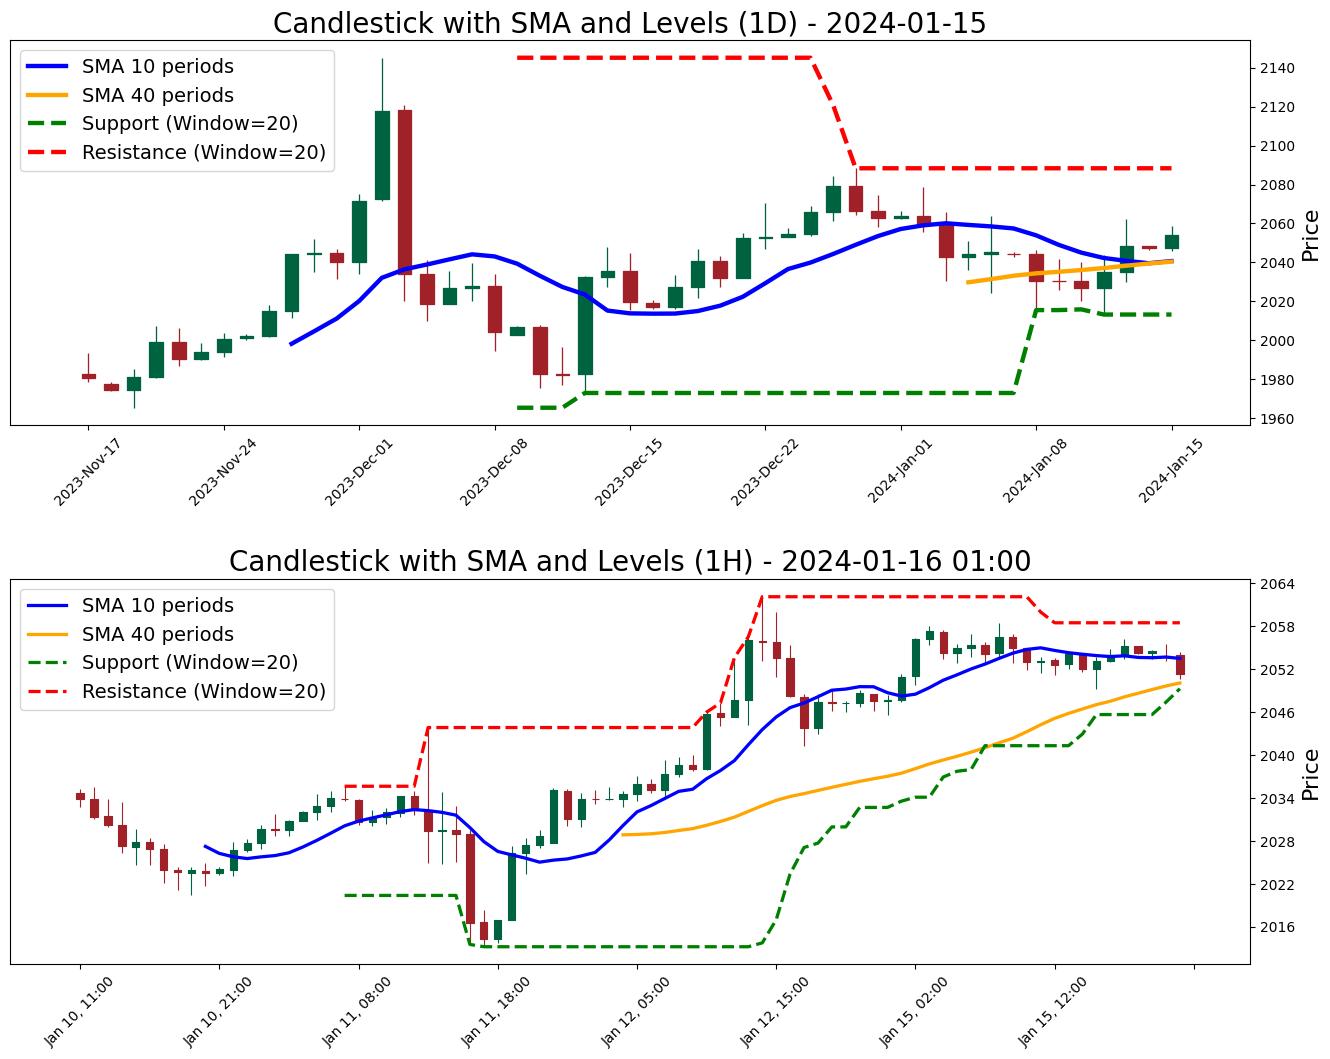 Candlestick with SMA and Levels (1D) - 2024-01-15
SMA 10 periods
SMA 40 periods
Support (Window=20)
Resistance (Window=20)
2140
2120
2100
2080
2060
2040
2020
2000
1980
1960
Price
2023-Nov-17
2023-Nov-24
2023-Dec-01
2023-Dec-08
2023-Dec-15
2023-Dec-22
2024-Jan-01
2024-Jan-08
2024-Jan-15
Candlestick with SMA and Levels (1H) - 2024-01-16 01:00
SMA 10 periods
SMA 40 periods
Support (Window=20)
Resistance (Window=20)
2064
2058
2052
2046
2040
2034
2028
2022
2016
Price
Jan 10, 11:00
Jan 10, 21:00
Jan 11, 08:00
Jan 11, 18:00
Jan 12, 05:00
Jan 12, 15:00
Jan 15, 02:00
Jan 15, 12:00